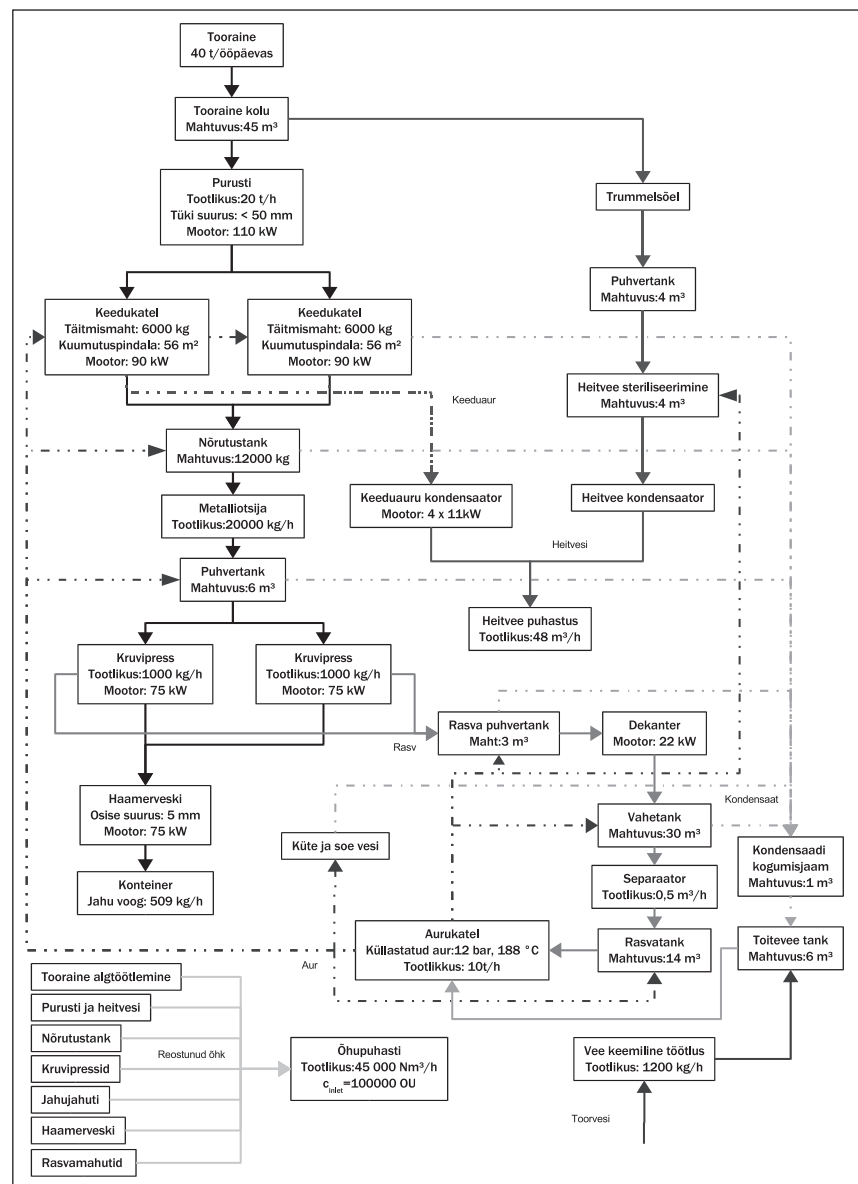 Tooraine
40 t/ööpäevas
Tooraine kolu
Mahtuvus:45 m³
Purusti
Tootlikus:20 t/h
Tüki suurus: < 50 mm
Mootor: 110 kW
Trummelsõel
Puhvertank
Mahtuvus:4 m³
Keedukatel
Täitmismaht: 6000 kg
Kuumutuspindala: 56 m²
Mootor: 90 kW
Keedukatel
Täitmismaht: 6000 kg
Kuumutuspindala: 56 m²
Mootor: 90 kW
Keeduaur
Heitvee steriliseerimine
Mahtuvus:4 m³
Nõrutustank
Mahtuvus:12000 kg
Metalliotsija
Tootlikus:20000 kg/h
Keeduauru kondensaator
Mootor: 4 x 11kW
Heitvee kondensaator
Heitvesi
Puhvertank
Mahtuvus:6 m³
Heitvee puhastus
Tootlikus:48 m³/h
Kruvipress
Tootlikus:1000 kg/h
Mootor: 75 kW
Kruvipress
Tootlikus:1000 kg/h
Mootor: 75 kW
Rasv
Rasva puhvertank
Maht:3 m³
Dekanter
Mootor: 22 kW
Haamerveski
Osise suurus: 5 mm
Mootor: 75 kW
Konteiner
Jahu voog: 509 kg/h
Küte ja soe vesi
Vahetank
Mahtuvus:30 m³
Kondensaat
Kondensaadi
kogumisjaam
Mahtuvus:1 m³
Separaator
Tootlikus:0,5 m³/h
Aurukatel
Küllastatud aur:12 bar, 188 °C
Tootlikkus: 10t/h
Rasvatank
Mahtuvus:14 m³
Toitevee tank
Mahtuvus:6 m³
Aur
Tooraine algtöötlemine
Purusti ja heitvesi
Nõrutustank
Kruvipressid
Jahujahuti
Haamerveski
Rasvamahutid
Reostunud õhk
Õhupuhasti
Tootlikus:45 000 Nm³/h
c_inlet=100000 OU
Vee keemiline töötlus
Tootlikus: 1200 kg/h
Toorvesi